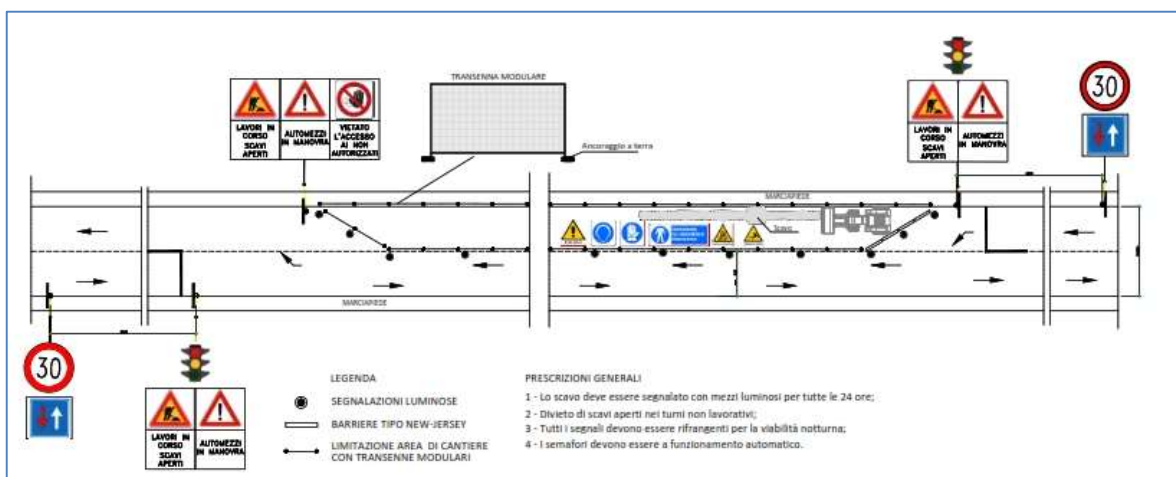 TRANSENNA MODULARE
Ancoraggio a terra
LAVORI IN
CORSO
SCAVI
APERTI
AUTOMEZZI
IN MANOVRA
VIETATO
L'ACCESSO
AI NON
AUTORIZZATI
30
LAVORI IN
CORSO
SCAVI
APERTI
AUTOMEZZI
IN MANOVRA
MARCIAPIEDE
Scavo
MARCIAPIEDE
30
LAVORI IN
CORSO
SCAVI
APERTI
AUTOMEZZI
IN MANOVRA
LEGENDA
SEGNALAZIONI LUMINOSE
BARRIERE TIPO NEW-JERSEY
LIMITAZIONE AREA DI CANTIERE
CON TRANSENNE MODULARI
PRESCRIZIONI GENERALI
1 - Lo scavo deve essere segnalato con mezzi luminosi per tutte le 24 ore;
2 - Divieto di scavi aperti nei turni non lavorativi;
3 - Tutti i segnali devono essere rifrangenti per la viabilità notturna;
4 - I semafori devono essere a funzionamento automatico.